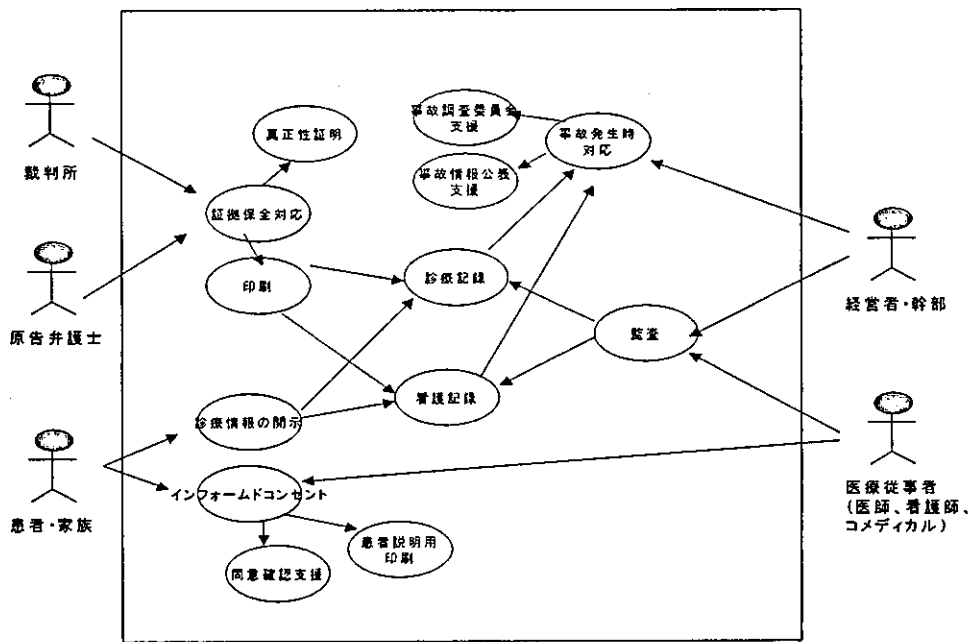 裁判所
原告弁護士
患者・家族
真正性証明
証拠保全対応
印刷
診療情報の開示
インフォームドコンセント
同意確認支援
患者説明用
印刷
事故調査委員会
支援
事故情報公表
支援
事故発生時
対応
診療記録
看護記録
監査
経営者・幹部
医療従事者
(医師、看護師、
コメディカル)